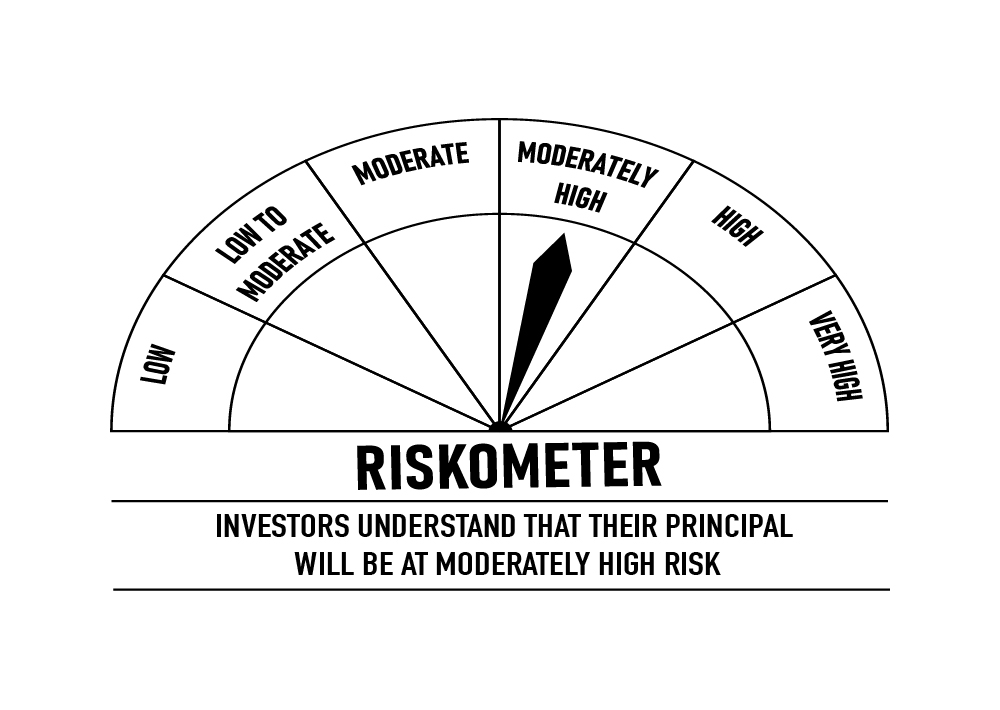 LOW
LOW TO
MODERATE
MODERATE
MODERATELY
HIGH
HIGH
VERY HIGH
RISKOMETER
INVESTORS UNDERSTAND THAT THEIR PRINCIPAL
WILL BE AT MODERATELY HIGH RISK